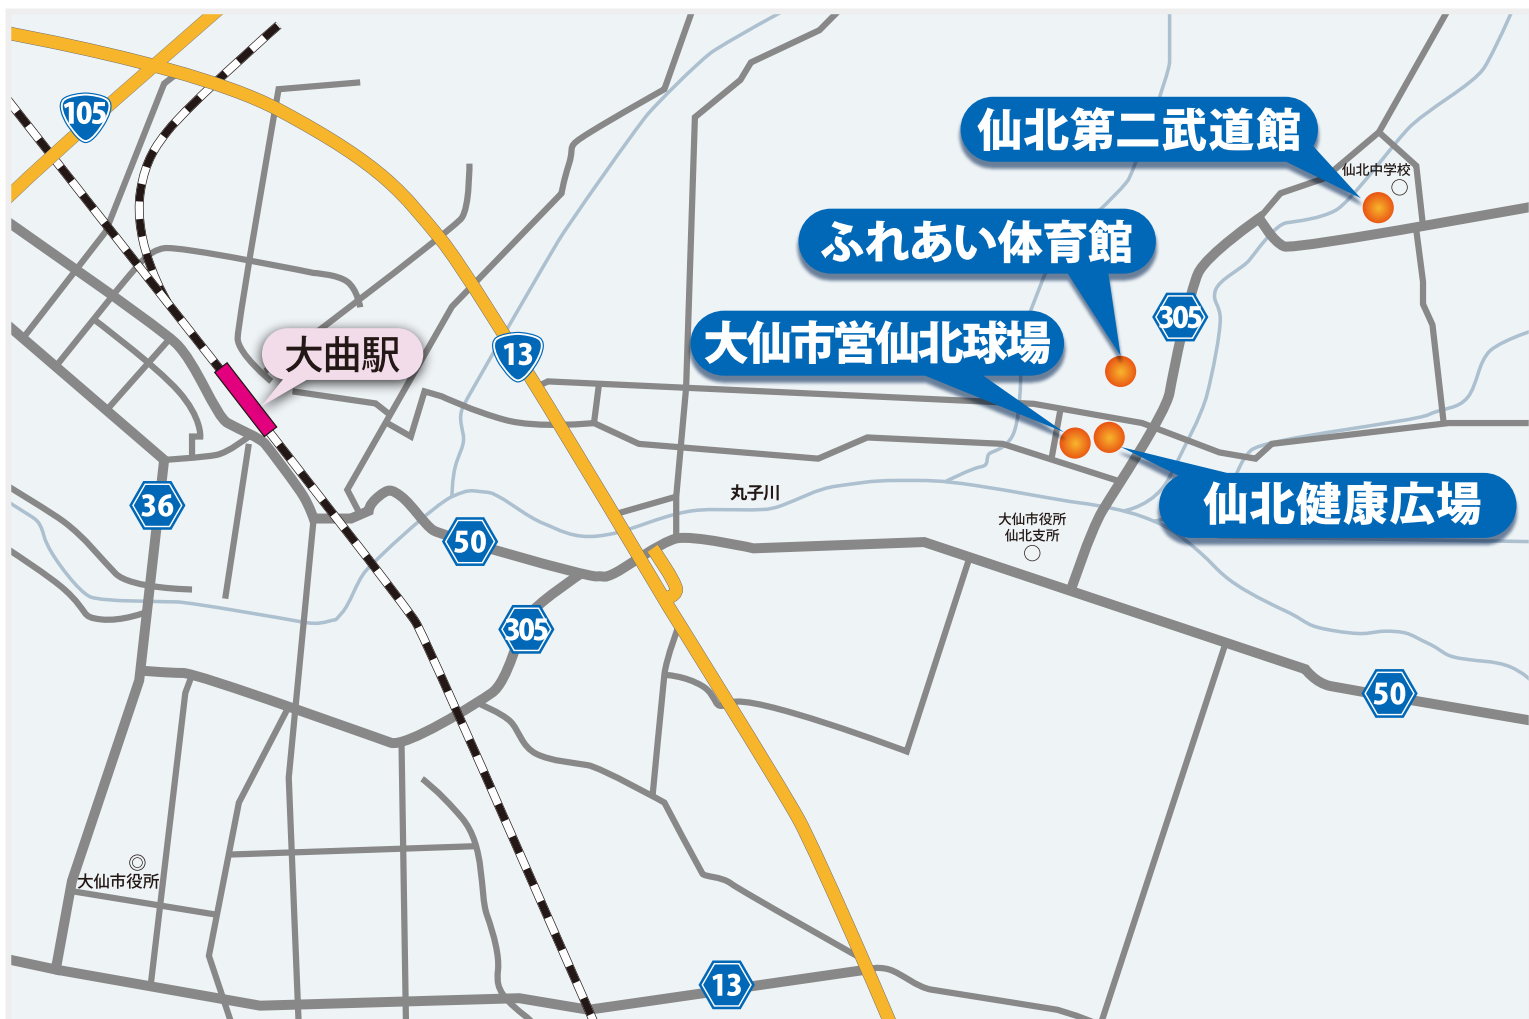 105
仙北第二武道館
仙北中学校
ふれあい体育館
305
大仙市営仙北球場
大曲駅
13
36
丸子川
仙北健康広場
大仙市役所
仙北支所
50
305
50
大仙市役所
13